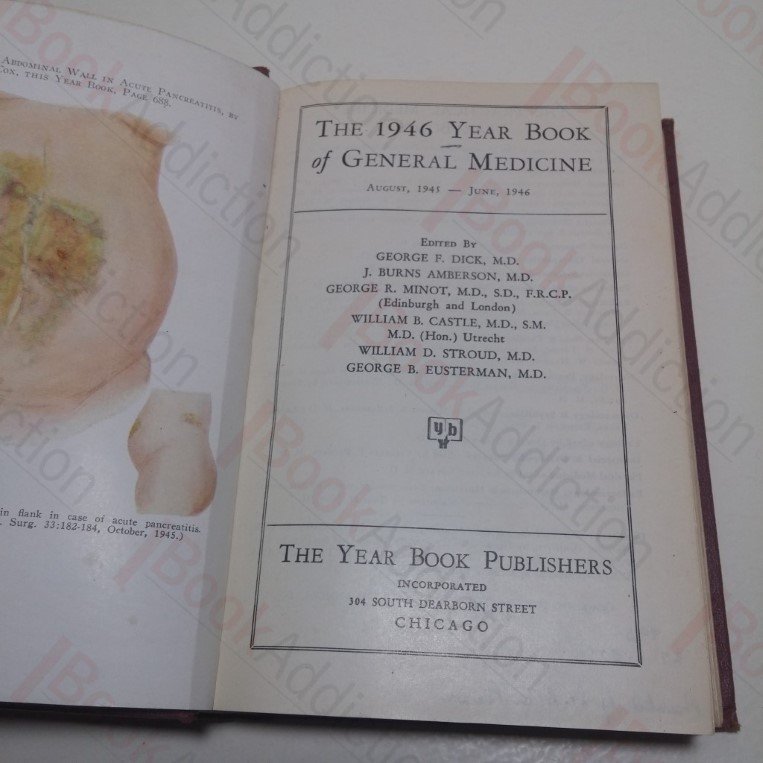 Abdominal Wall in Acute Pancreatitis, by
Cox, this Year Book, Page 688.
in flank in case of acute pancreatitis.
Surg. 33:182-184, October, 1945.)
The 1946 Year Book
of General Medicine
August, 1945 — June, 1946
Edited By
GEORGE F. DICK, M.D.
J. BURNS AMBERSON, M.D.
GEORGE R. MINOT, M.D., S.D., F.R.C.P.
(Edinburgh and London)
WILLIAM B. CASTLE, M.D., S.M.
M.D. (Hon.) Utrecht
WILLIAM D. STROUD, M.D.
GEORGE B. EUSTERMAN, M.D.
yb
The Year Book Publishers
INCORPORATED
304 SOUTH DEARBORN STREET
CHICAGO
BookAddiction